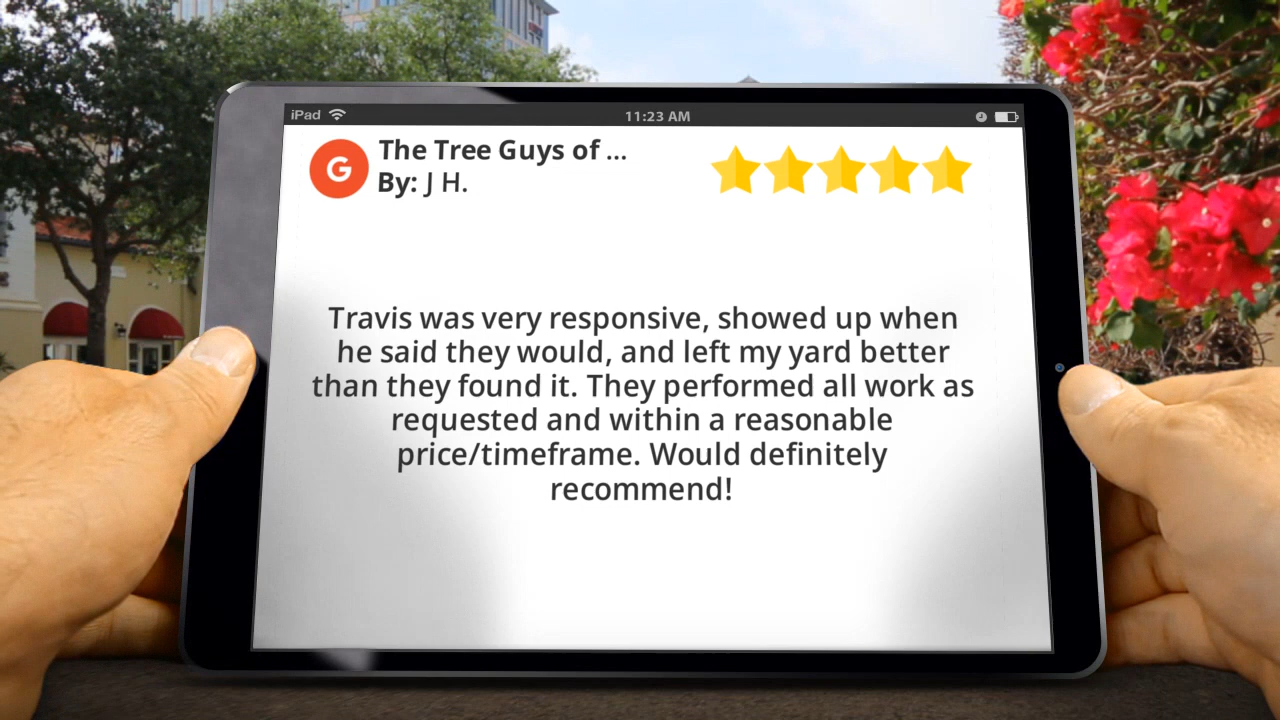 iPad 11:23 AM
G
The Tree Guys of ...
By: J H.
Travis was very responsive, showed up when
he said they would, and left my yard better
than they found it. They performed all work as
requested and within a reasonable
price/timeframe. Would definitely
recommend!